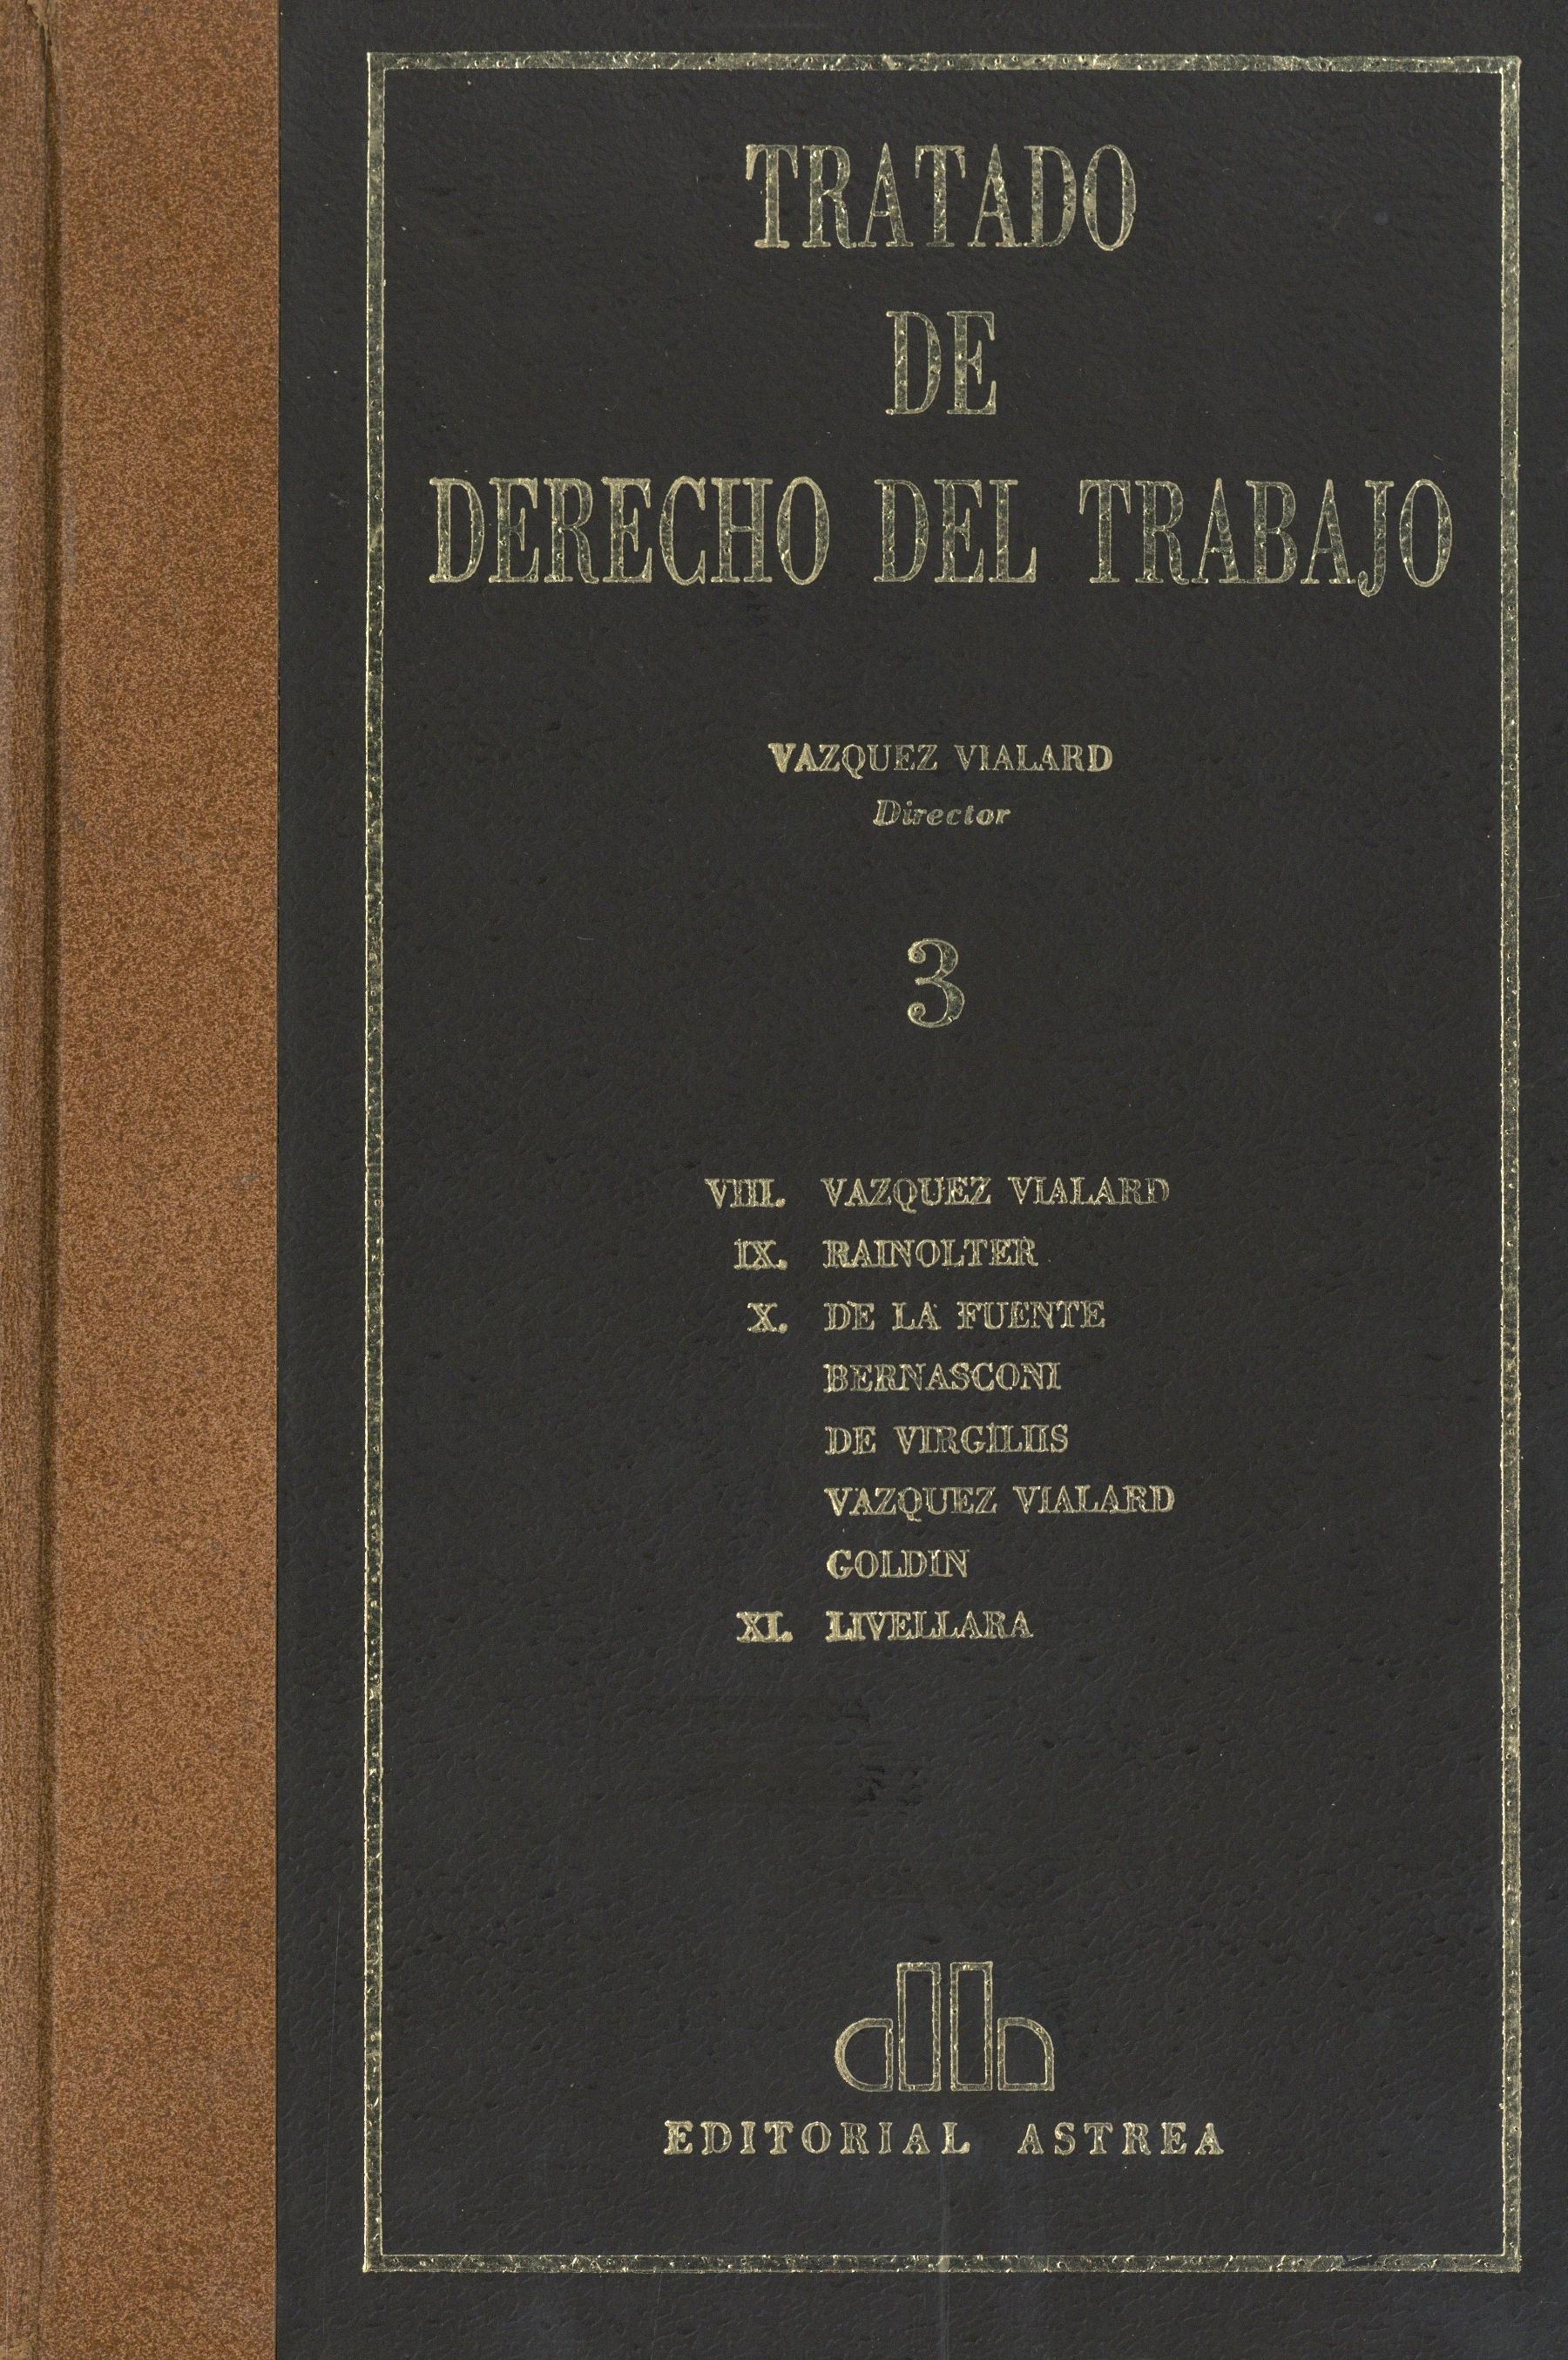 TRATADO
DE
DERECHO DEL TRABAJO
VAZQUEZ VIALARD
Director
3
VIII. VAZQUEZ VIALARD
IX. RAINOLTER
X. DE LA FUENTE
BERNASCONI
DE VIRGILIIS
VAZQUEZ VIALARD
GOLDIN
XI. LIVELLARA
EDITORIAL ASTREA